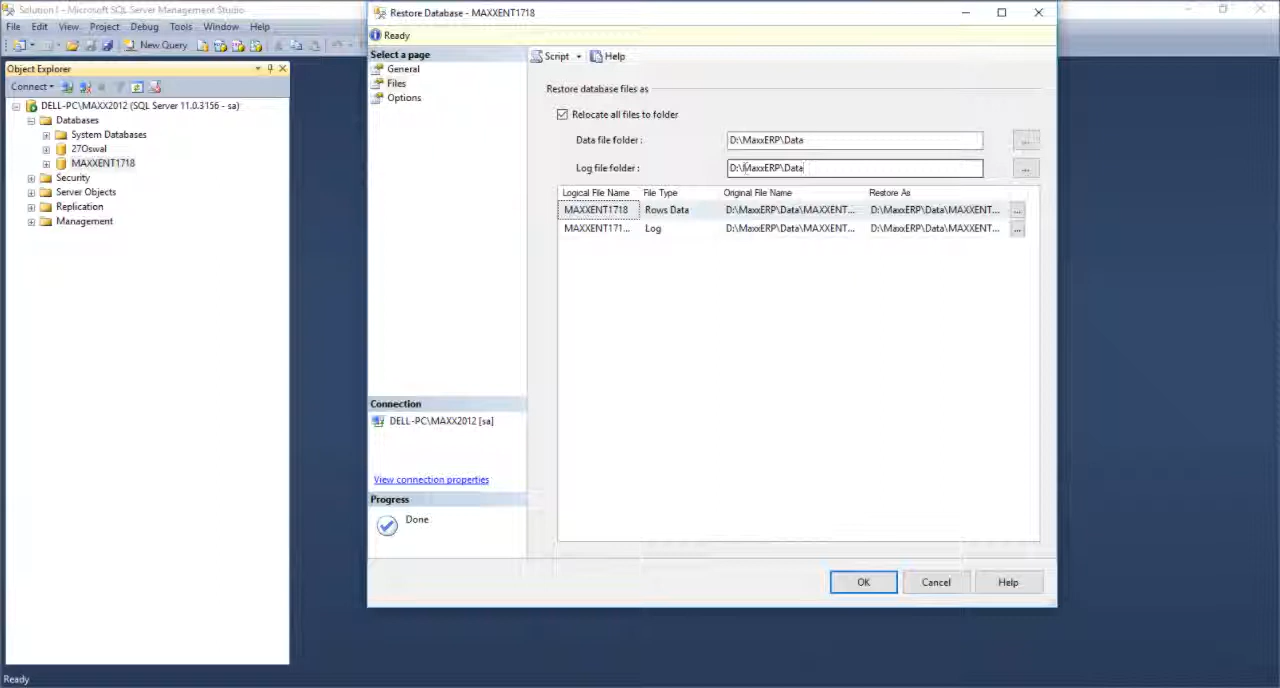 Solution1 - Microsoft SQL Server Management Studio
File Edit View Project Debug Tools Window Help
New Query
Object Explorer
Connect
DELL-PC\MAXX2012 (SQL Server 11.0.3156 - sa)
Databases
System Databases
27Oswal
MAXXENT1718
Security
Server Objects
Replication
Management
Ready
Restore Database - MAXXENT1718
Ready
Select a page
General
Files
Options
Script Help
Restore database files as
Relocate all files to folder
Data file folder : D:\MaxxERP\Data ...
Log file folder : D:\MaxxERP\Data ...
Logical File Name File Type Original File Name Restore As
MAXXENT1718 Rows Data D:\MaxxERP\Data\MAXXENT... D:\MaxxERP\Data\MAXXENT... ...
MAXXENT171... Log D:\MaxxERP\Data\MAXXENT... D:\MaxxERP\Data\MAXXENT... ...
Connection
DELL-PC\MAXX2012 [sa]
View connection properties
Progress
Done
OK Cancel Help